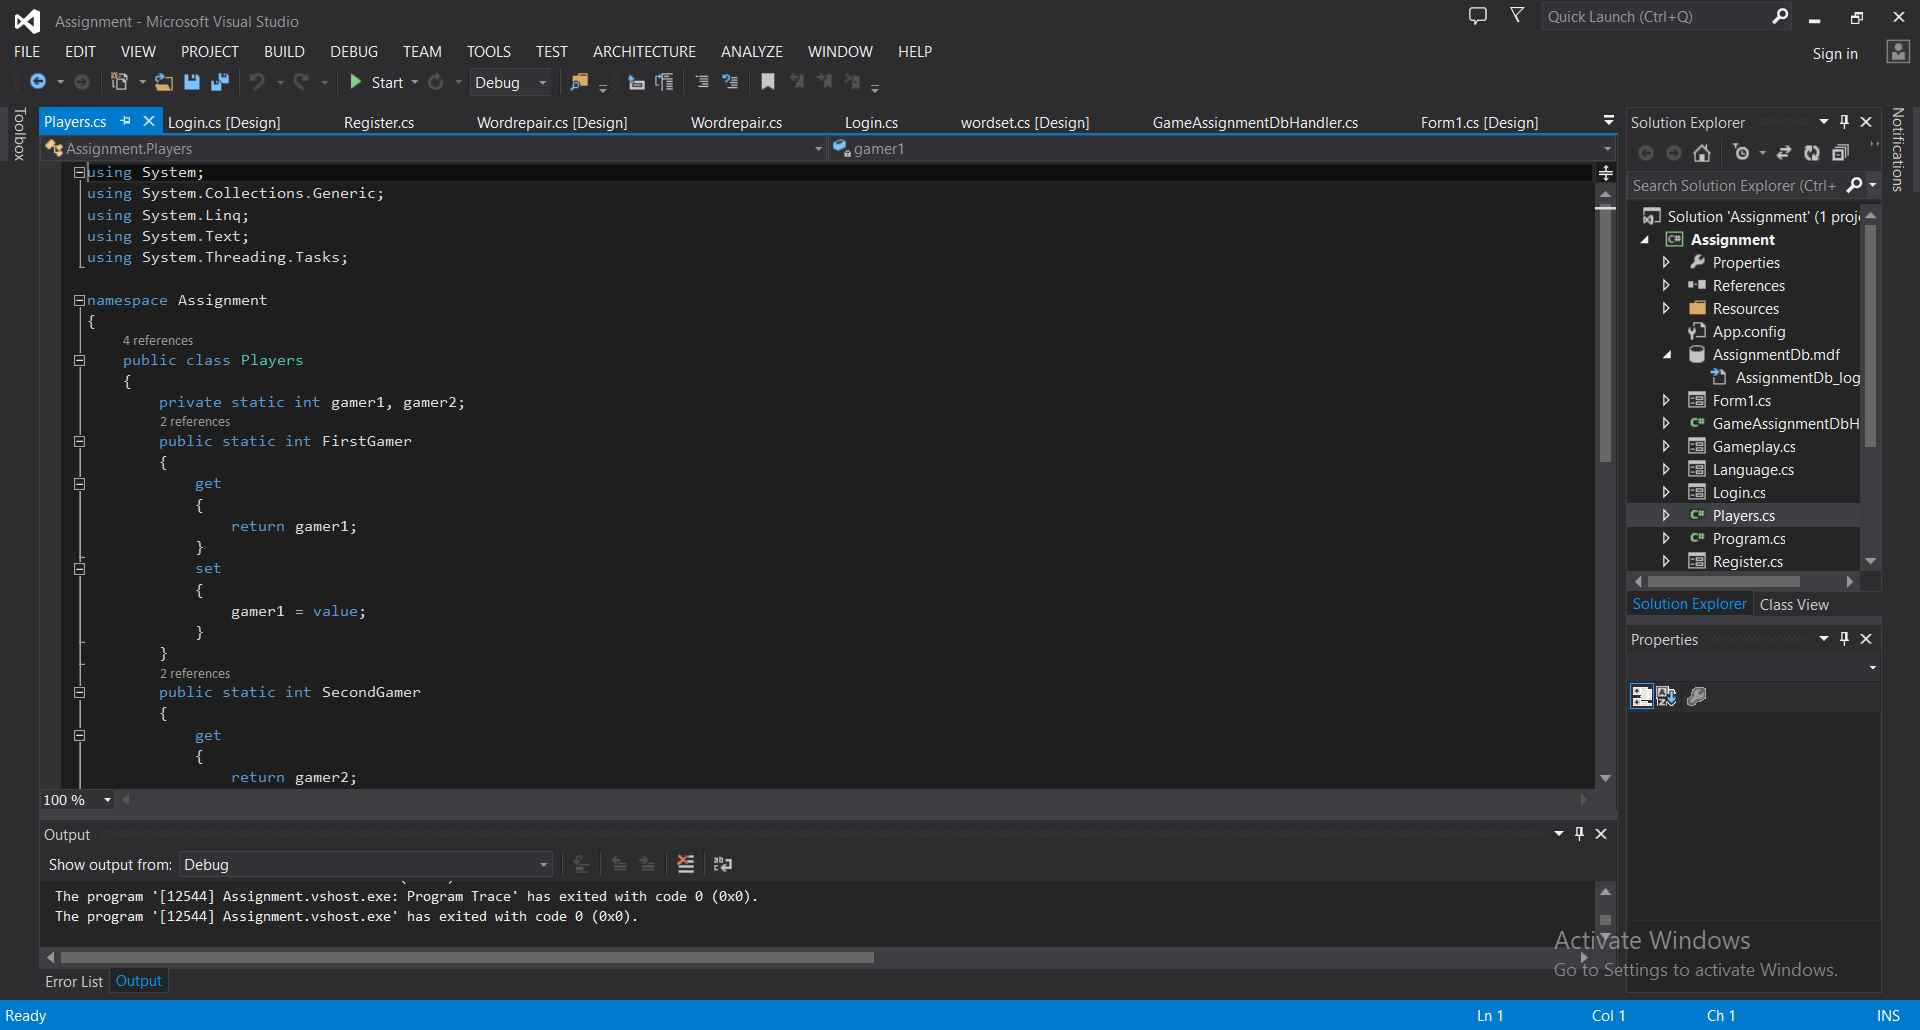 Assignment - Microsoft Visual Studio
Quick Launch (Ctrl+Q)
FILE EDIT VIEW PROJECT BUILD DEBUG TEAM TOOLS TEST ARCHITECTURE ANALYZE WINDOW HELP
Sign in
Start
Debug
Toolbox
Players.cs
Login.cs [Design]
Register.cs
Wordrepair.cs [Design]
Wordrepair.cs
Login.cs
wordset.cs [Design]
GameAssignmentDbHandler.cs
Form1.cs [Design]
Assignment.Players
gamer1
using System;
using System.Collections.Generic;
using System.Linq;
using System.Text;
using System.Threading.Tasks;
namespace Assignment
{
4 references
public class Players
{
private static int gamer1, gamer2;
2 references
public static int FirstGamer
{
get
{
return gamer1;
}
set
{
gamer1 = value;
}
}
2 references
public static int SecondGamer
{
get
{
return gamer2;
100 %
Output
Show output from: Debug
The program '[12544] Assignment.vshost.exe: Program Trace' has exited with code 0 (0x0).
The program '[12544] Assignment.vshost.exe' has exited with code 0 (0x0).
Error List
Output
Solution Explorer
Search Solution Explorer (Ctrl+
Solution 'Assignment' (1 proj
Assignment
Properties
References
Resources
App.config
AssignmentDb.mdf
AssignmentDb_log
Form1.cs
GameAssignmentDbH
Gameplay.cs
Language.cs
Login.cs
Players.cs
Program.cs
Register.cs
Solution Explorer
Class View
Properties
Notifications
Activate Windows
Go to Settings to activate Windows.
Ready
Ln 1
Col 1
Ch 1
INS